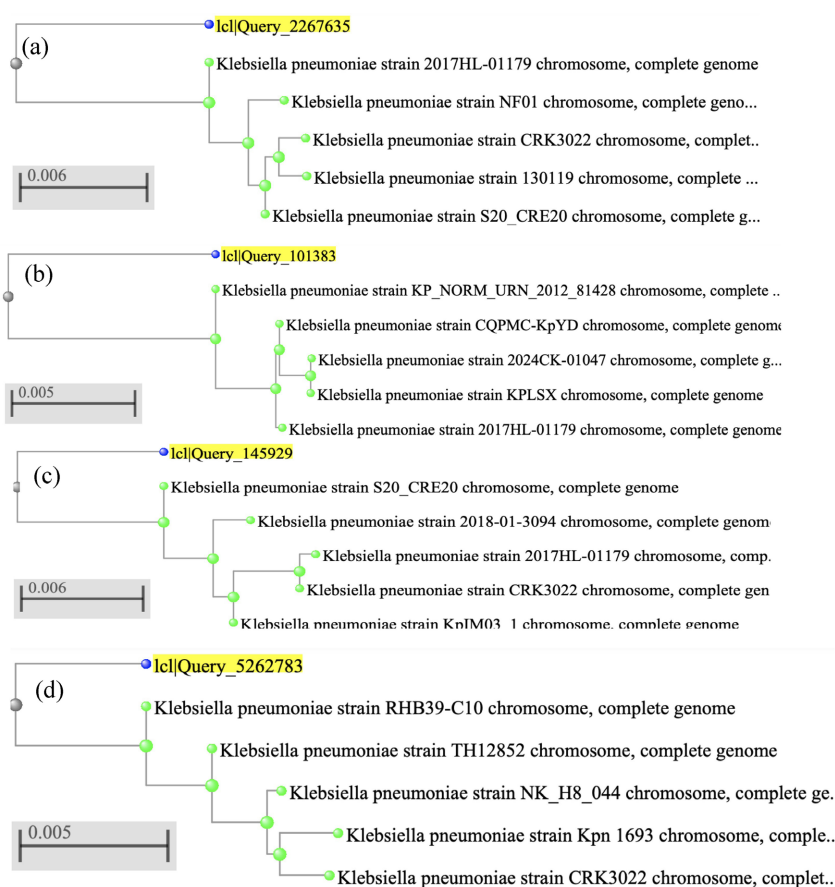 lcl|Query_2267635
(a)
Klebsiella pneumoniae strain 2017HL-01179 chromosome, complete genome
Klebsiella pneumoniae strain NF01 chromosome, complete geno...
Klebsiella pneumoniae strain CRK3022 chromosome, complet..
0.006
Klebsiella pneumoniae strain 130119 chromosome, complete ...
Klebsiella pneumoniae strain S20_CRE20 chromosome, complete g...
lcl|Query_101383
(b)
Klebsiella pneumoniae strain KP_NORM_URN_2012_81428 chromosome, complete ..
Klebsiella pneumoniae strain CQPMC-KpYD chromosome, complete genome
Klebsiella pneumoniae strain 2024CK-01047 chromosome, complete g...
0.005
Klebsiella pneumoniae strain KPLSX chromosome, complete genome
Klebsiella pneumoniae strain 2017HL-01179 chromosome, complete genome
lcl|Query_145929
(c)
Klebsiella pneumoniae strain S20_CRE20 chromosome, complete genome
Klebsiella pneumoniae strain 2018-01-3094 chromosome, complete genom
Klebsiella pneumoniae strain 2017HL-01179 chromosome, comp.
0.006
Klebsiella pneumoniae strain CRK3022 chromosome, complete gen
Klebsiella pneumoniae strain KpIM03_1 chromosome, complete genome
lcl|Query_5262783
(d)
Klebsiella pneumoniae strain RHB39-C10 chromosome, complete genome
Klebsiella pneumoniae strain TH12852 chromosome, complete genome
Klebsiella pneumoniae strain NK_H8_044 chromosome, complete ge.
0.005
Klebsiella pneumoniae strain Kpn 1693 chromosome, comple..
Klebsiella pneumoniae strain CRK3022 chromosome, complet..